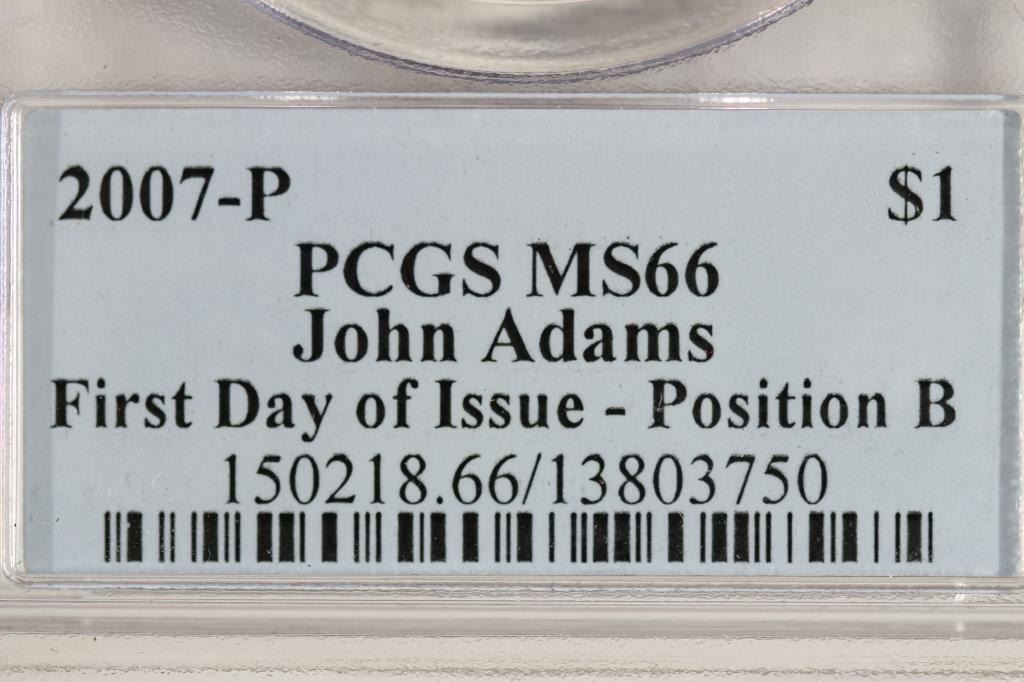 2007-P $1
PCGS MS66
John Adams
First Day of Issue - Position B
150218.66/13803750